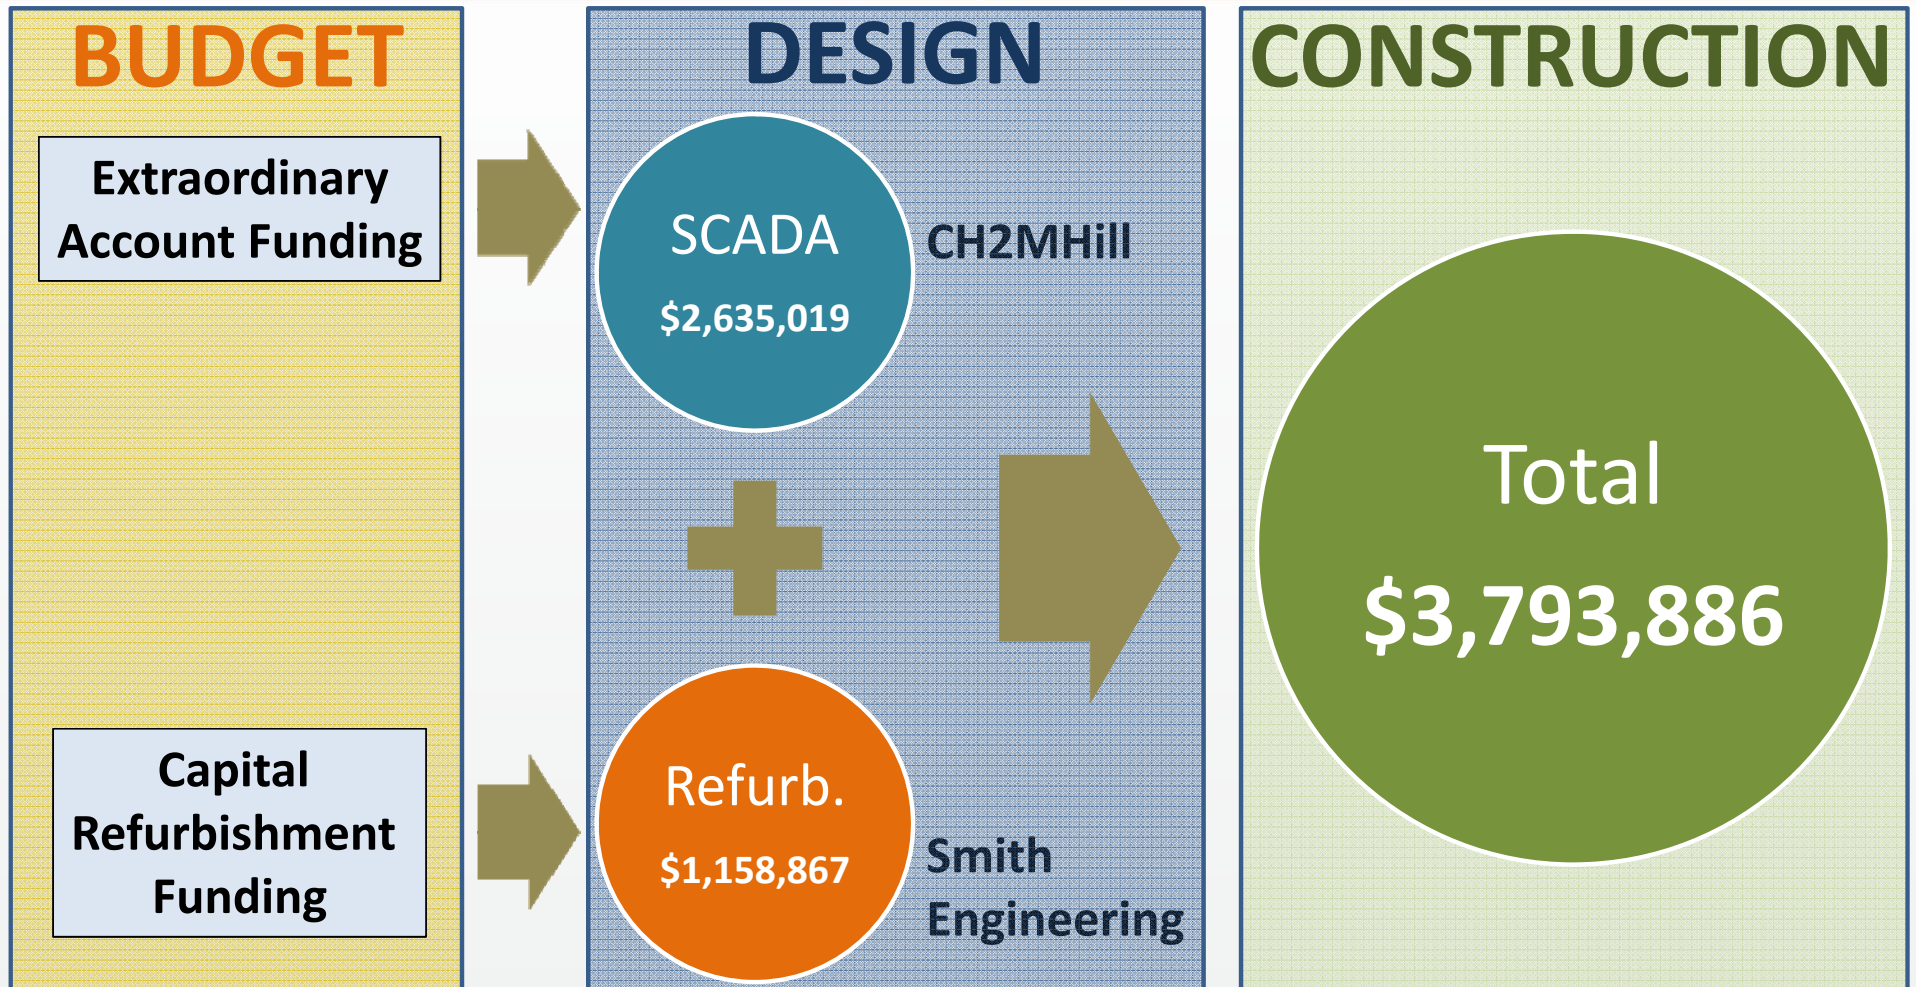 BUDGET
Extraordinary
Account Funding
Capital
Refurbishment
Funding
DESIGN
SCADA
$2,635,019
CH2MHill
Refurb.
$1,158,867
Smith
Engineering
CONSTRUCTION
Total
$3,793,886